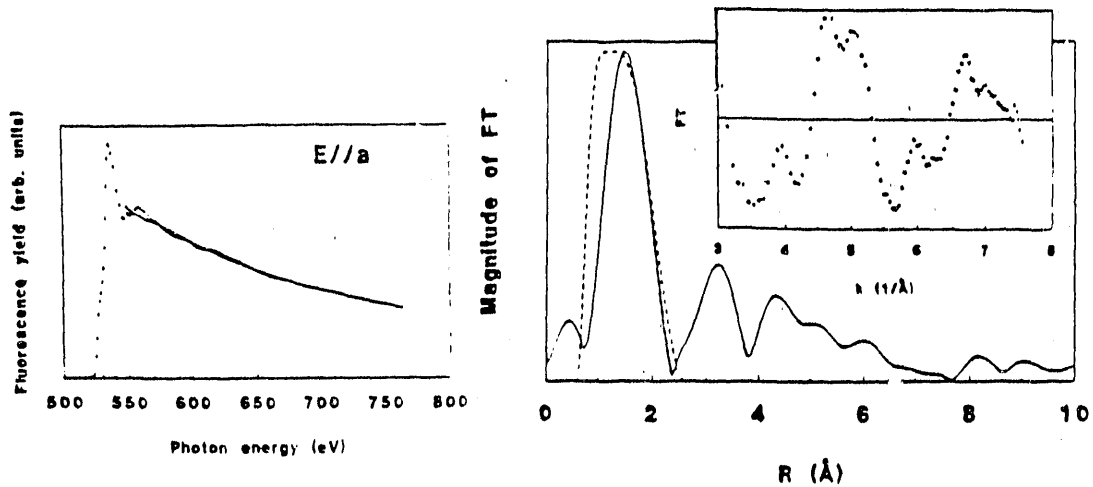 Fluorescence yield (arb. units)
E//a
500 550 600 650 700 750 800
Photon energy (eV)
Magnitude of FT
0 2 4 6 8 10
R (Å)
FT
3 4 5 6 7 8
k (1/Å)